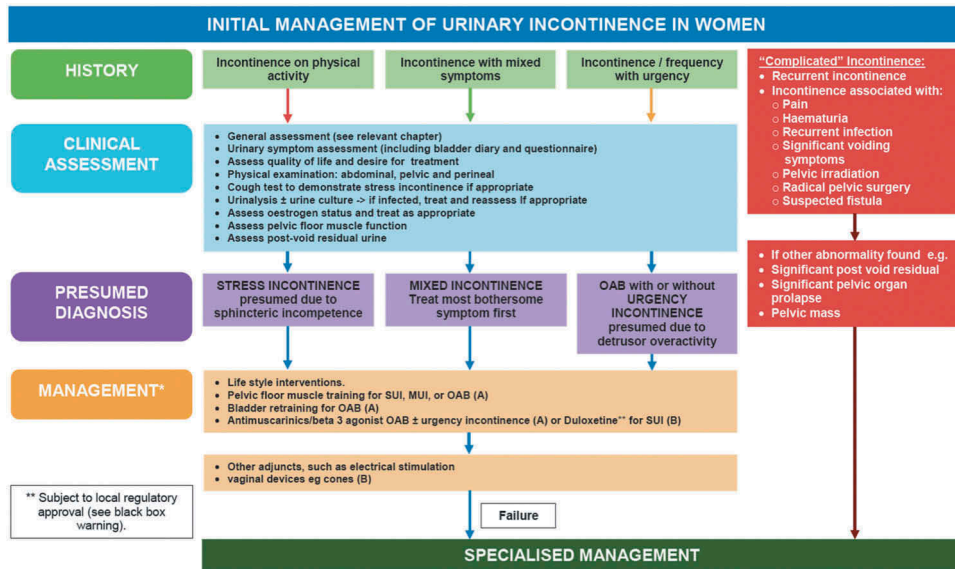 INITIAL MANAGEMENT OF URINARY INCONTINENCE IN WOMEN
HISTORY
Incontinence on physical
activity
Incontinence with mixed
symptoms
Incontinence / frequency
with urgency
“Complicated” Incontinence:
• Recurrent incontinence
• Incontinence associated with:
o Pain
o Haematuria
o Recurrent infection
o Significant voiding
symptoms
o Pelvic irradiation
o Radical pelvic surgery
o Suspected fistula
CLINICAL
ASSESSMENT
• General assessment (see relevant chapter)
• Urinary symptom assessment (including bladder diary and questionnaire)
• Assess quality of life and desire for treatment
• Physical examination: abdominal, pelvic and perineal
• Cough test to demonstrate stress incontinence if appropriate
• Urinalysis ± urine culture -> if infected, treat and reassess If appropriate
• Assess oestrogen status and treat as appropriate
• Assess pelvic floor muscle function
• Assess post-void residual urine
• If other abnormality found e.g.
• Significant post void residual
• Significant pelvic organ
prolapse
• Pelvic mass
PRESUMED
DIAGNOSIS
STRESS INCONTINENCE
presumed due to
sphincteric incompetence
MIXED INCONTINENCE
Treat most bothersome
symptom first
OAB with or without
URGENCY
INCONTINENCE
presumed due to
detrusor overactivity
MANAGEMENT*
• Life style interventions.
• Pelvic floor muscle training for SUI, MUI, or OAB (A)
• Bladder retraining for OAB (A)
• Antimuscarinics/beta 3 agonist OAB ± urgency incontinence (A) or Duloxetine** for SUI (B)
• Other adjuncts, such as electrical stimulation
• vaginal devices eg cones (B)
** Subject to local regulatory
approval (see black box
warning).
Failure
SPECIALISED MANAGEMENT